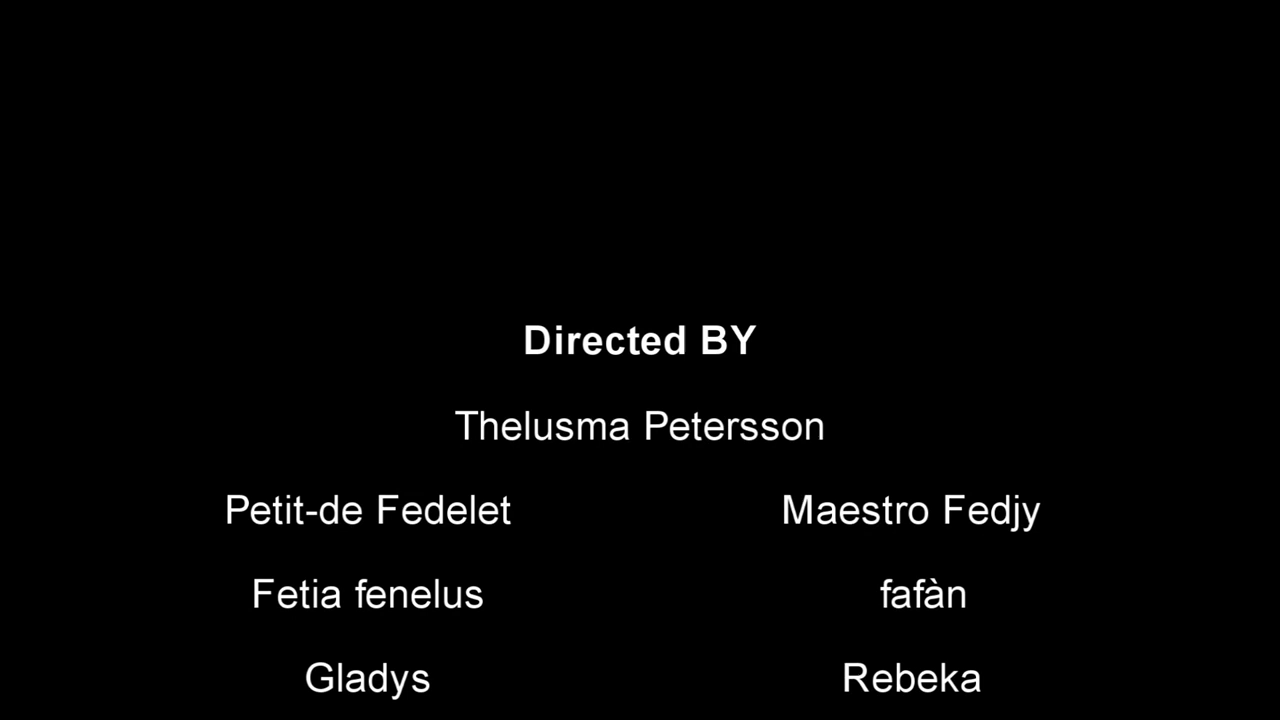 Directed BY
Thelusma Petersson
Petit-de Fedelet Maestro Fedjy
Fetia fenelus fafàn
Gladys Rebeka